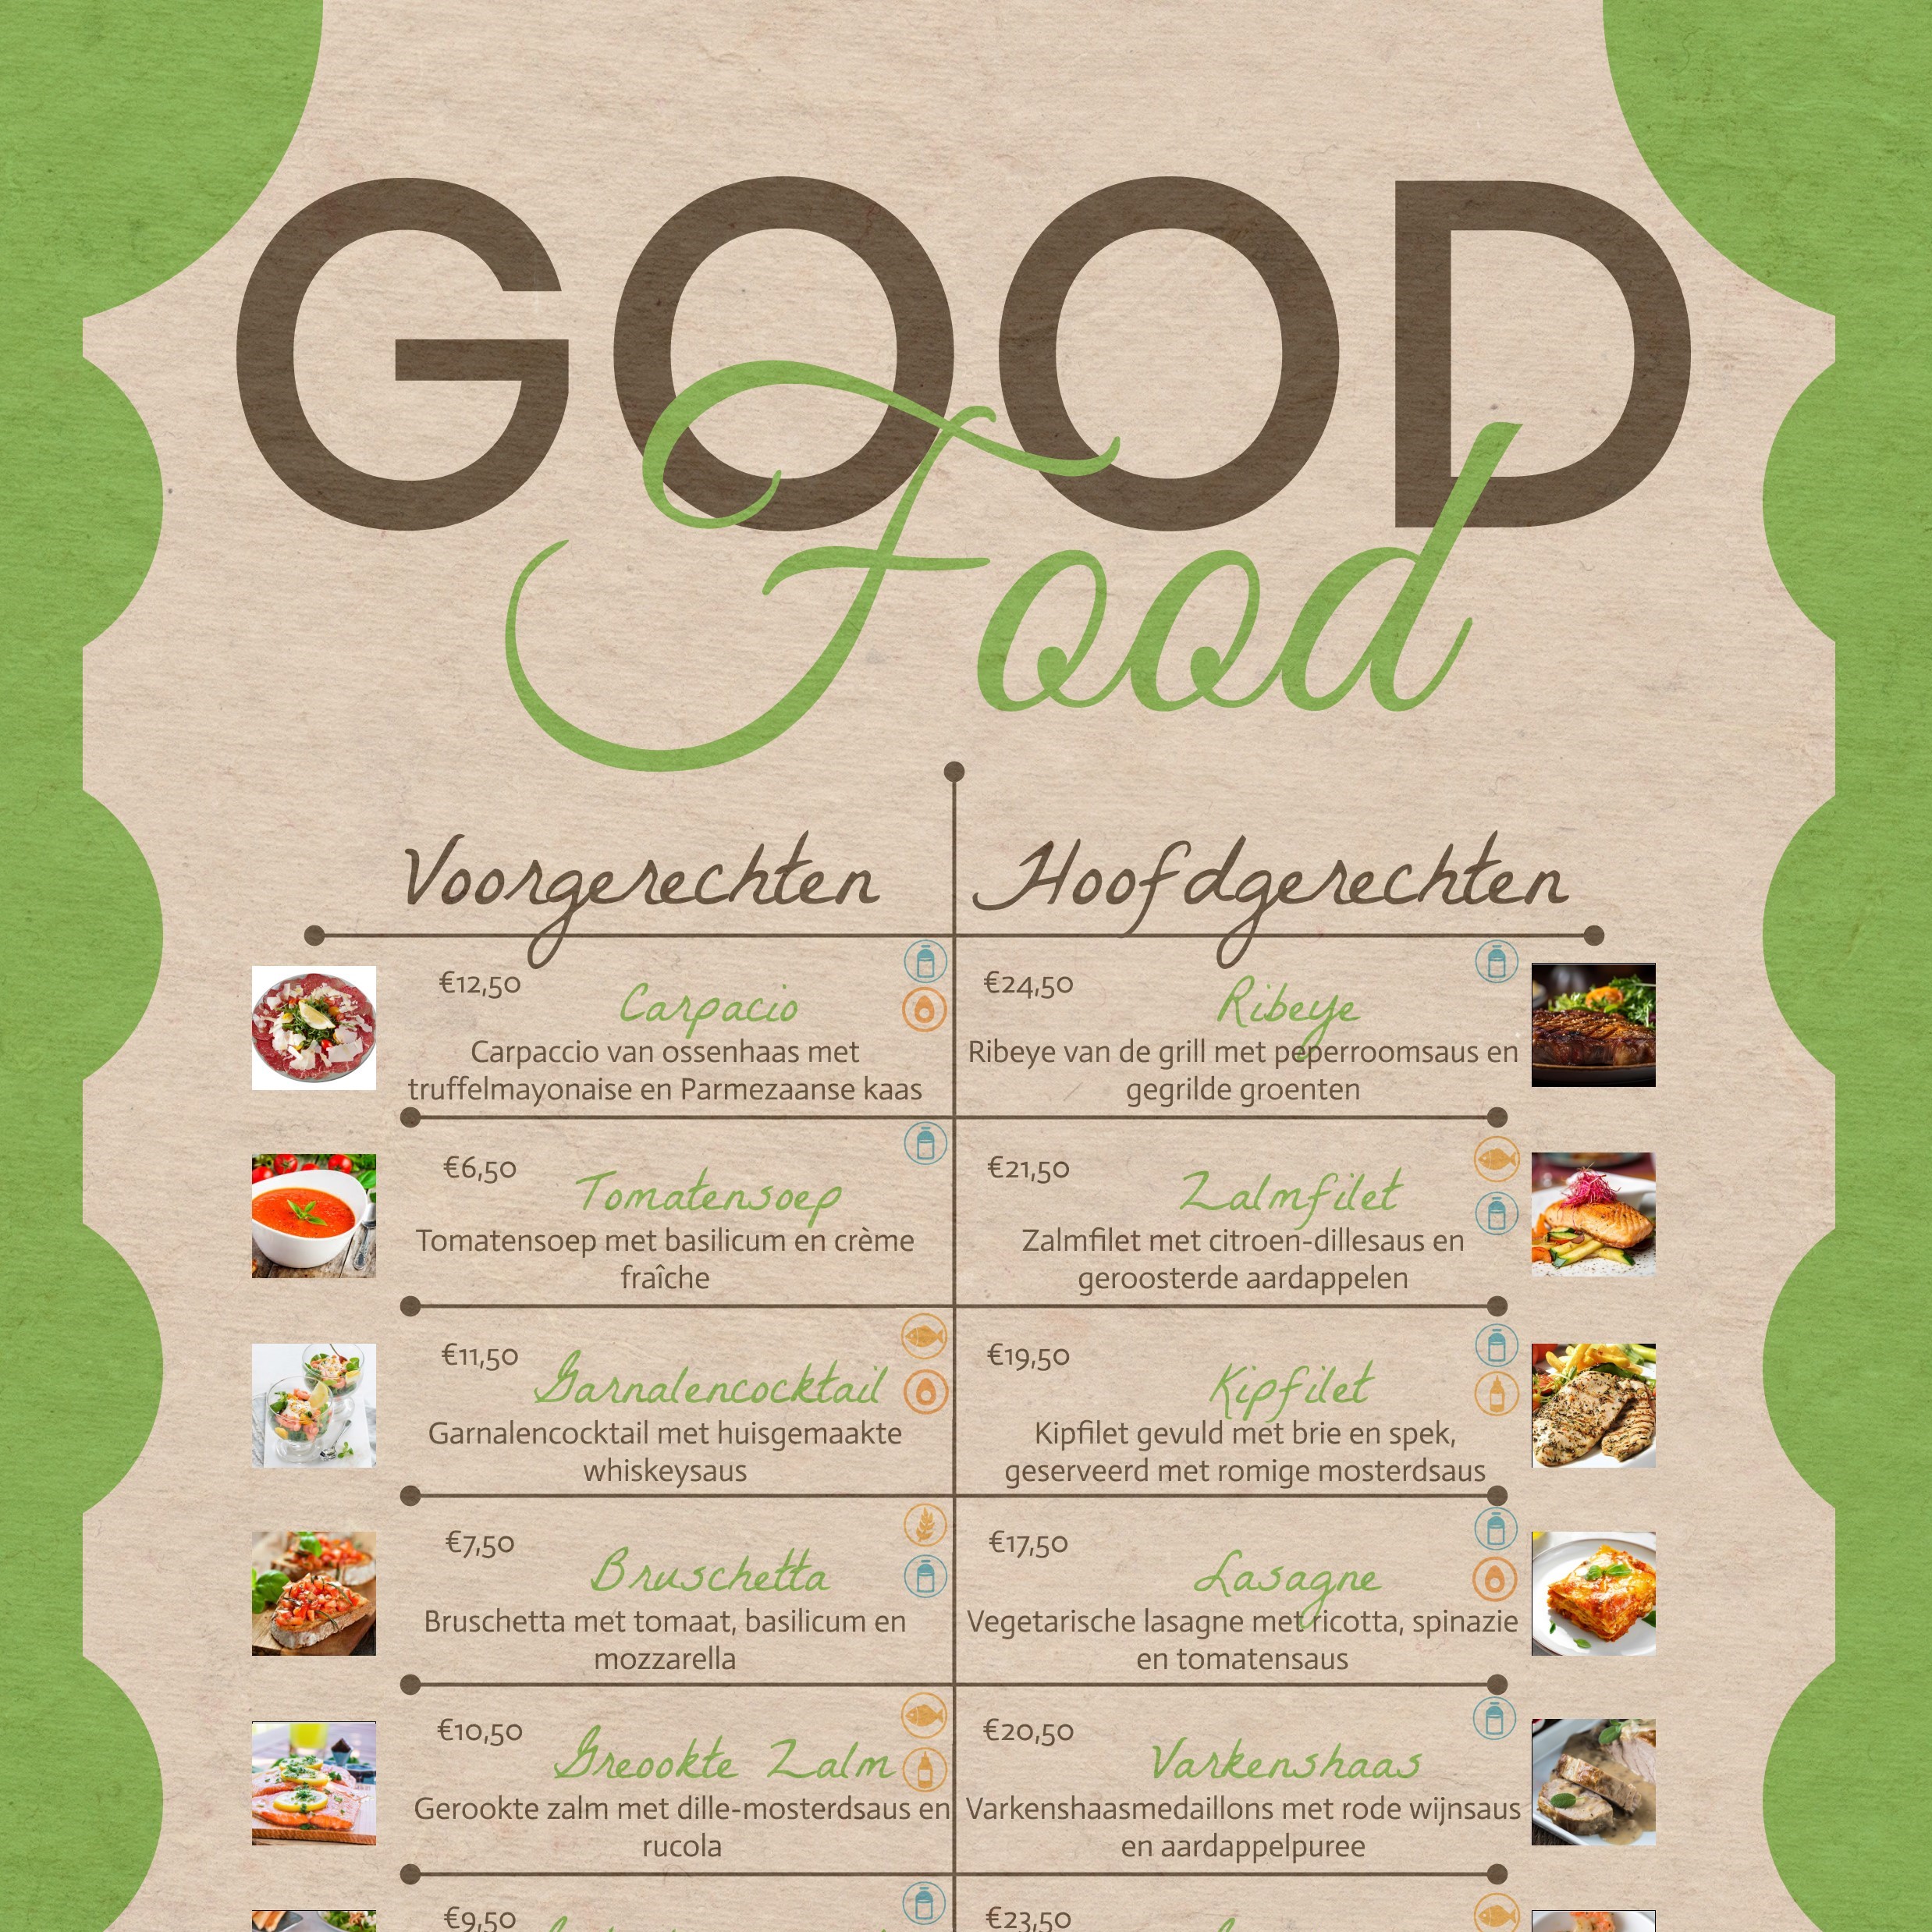 GOOD
Food
Voorgerechten
€12,50
Carpacio
Carpaccio van ossenhaas met
truffelmayonaise en Parmezaanse kaas
€6,50
Tomatensoep
Tomatensoep met basilicum en crème
fraîche
€11,50
Garnalencocktail
Garnalencocktail met huisgemaakte
whiskeysaus
€7,50
Bruschetta
Bruschetta met tomaat, basilicum en
mozzarella
€10,50
Greookte Zalm
Gerookte zalm met dille-mosterdsaus en
rucola
€9,50
Hoofdgerechten
€24,50
Ribeye
Ribeye van de grill met peperroomsaus en
gegrilde groenten
€21,50
Zalmfilet
Zalmfilet met citroen-dillesaus en
geroosterde aardappelen
€19,50
Kipfilet
Kipfilet gevuld met brie en spek,
geserveerd met romige mosterdsaus
€17,50
Lasagne
Vegetarische lasagne met ricotta, spinazie
en tomatensaus
€20,50
Varkenshaas
Varkenshaasmedaillons met rode wijnsaus
en aardappelpuree
€23,50